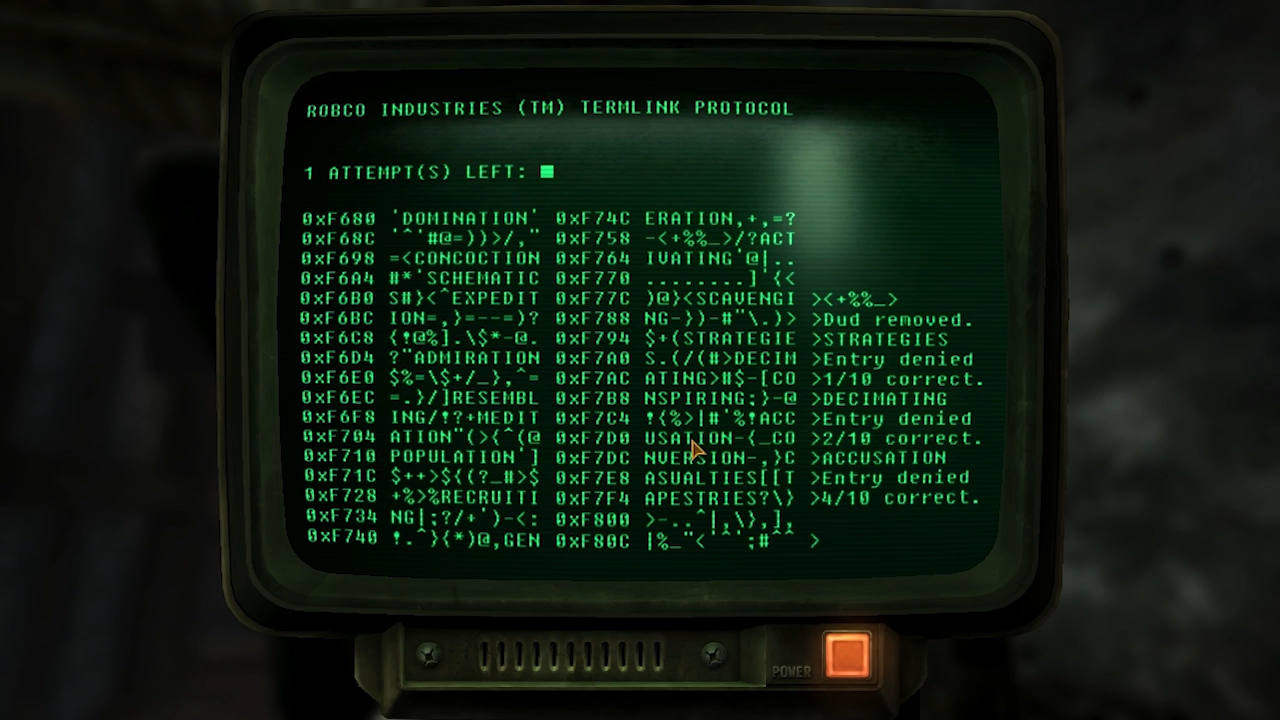 ROBCO INDUSTRIES (TM) TERMLINK PROTOCOL
1 ATTEMPT(S) LEFT:
0xF680 'DOMINATION' 0xF74C ERATION,+,=?
0xF68C '^'#@=))>/," 0xF758 -<+%%_>/?ACT
0xF698 =<CONCOCTION 0xF764 IVATING'@|..
0xF6A4 #*'SCHEMATIC 0xF770 ........]'{<
0xF6B0 S#}<^EXPEDIT 0xF77C )@}<SCAVENGI ><+%%_>
0xF6BC ION=,}=--=)? 0xF788 NG-})-#"\.)> >Dud removed.
0xF6C8 {!@%].\$*-@. 0xF794 $+(STRATEGIE >STRATEGIES
0xF6D4 ?"ADMIRATION 0xF7A0 S.(/(#>DECIM >Entry denied
0xF6E0 $%=\$+/_},^= 0xF7AC ATING>#$-[CO >1/10 correct.
0xF6EC =.}/]RESEMBL 0xF7B8 NSPIRING;}-@ >DECIMATING
0xF6F8 ING/!?+MEDIT 0xF7C4 !{%>|#'%!ACC >Entry denied
0xF704 ATION"(>{^(@ 0xF7D0 USATION-{_CO >2/10 correct.
0xF710 POPULATION'] 0xF7DC NVERSION-,}C >ACCUSATION
0xF71C $++>${(?_#>$ 0xF7E8 ASUALTIES[[T >Entry denied
0xF728 +%>%RECRUITI 0xF7F4 APESTRIES?\} >4/10 correct.
0xF734 NG|;?/+')-<: 0xF800 >-..^|,\},],
0xF740 !.^}{*)@,GEN 0xF80C |%_"<'^';#^^ >
POWER